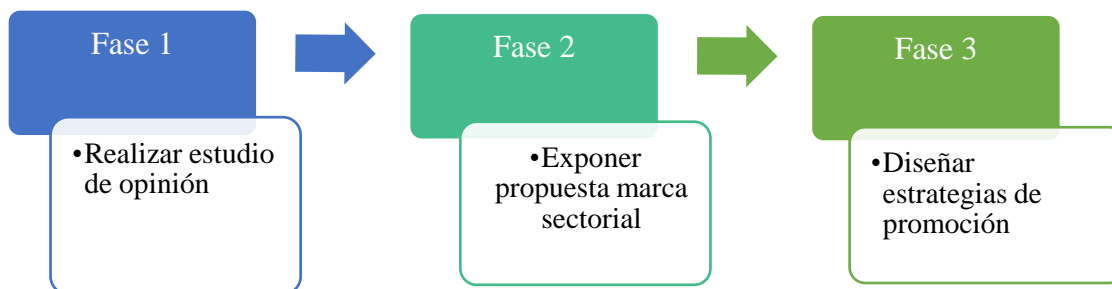 Fase 1
•Realizar estudio
de opinión
Fase 2
•Exponer
propuesta marca
sectorial
Fase 3
•Diseñar
estrategias de
promoción